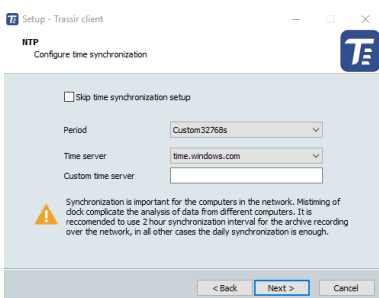 Setup - Trassir client
NTP
Configure time synchronization
Skip time synchronization setup
Period
Custom32768s
Time server
time.windows.com
Custom time server
Synchronization is important for the computers in the network. Mistiming of
clock complicate the analysis of data from different computers. It is
reccomended to use 2 hour synchronization interval for the archive recording
over the network, in all other cases the daily synchronization is enough.
< Back
Next >
Cancel